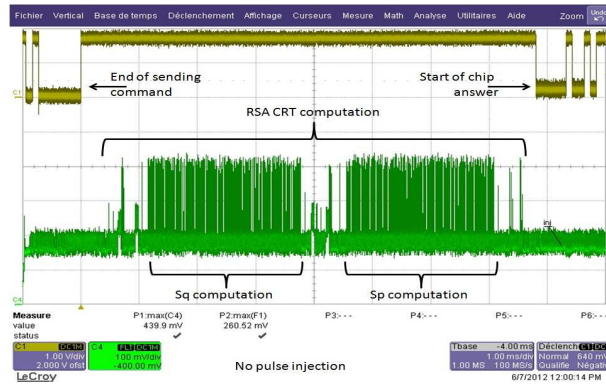 Fichier Vertical Base de temps Déclenchement Affichage Curseurs Mesure Math Analyse Utilitaires Aide Zoom Undo
C1
End of sending command
Start of chip answer
RSA CRT computation
inj
Sq computation
Sp computation
C4
Measure P1:max(C4) P2:max(F1) P3:- - - P4:- - - P5:- - - P6:- -
value 439.9 mV 260.52 mV
status
C1 DC1M C4 FLT DC1M Tbase -4.00 ms Déclench C1 DC
1.00 V/div 100 mV/div 1.00 ms/div Normal 640 mV
2.000 V ofst -400.00 mV No pulse injection 1.00 MS 100 MS/s Qualifié Négative
LeCroy 6/7/2012 12:00:14 PM